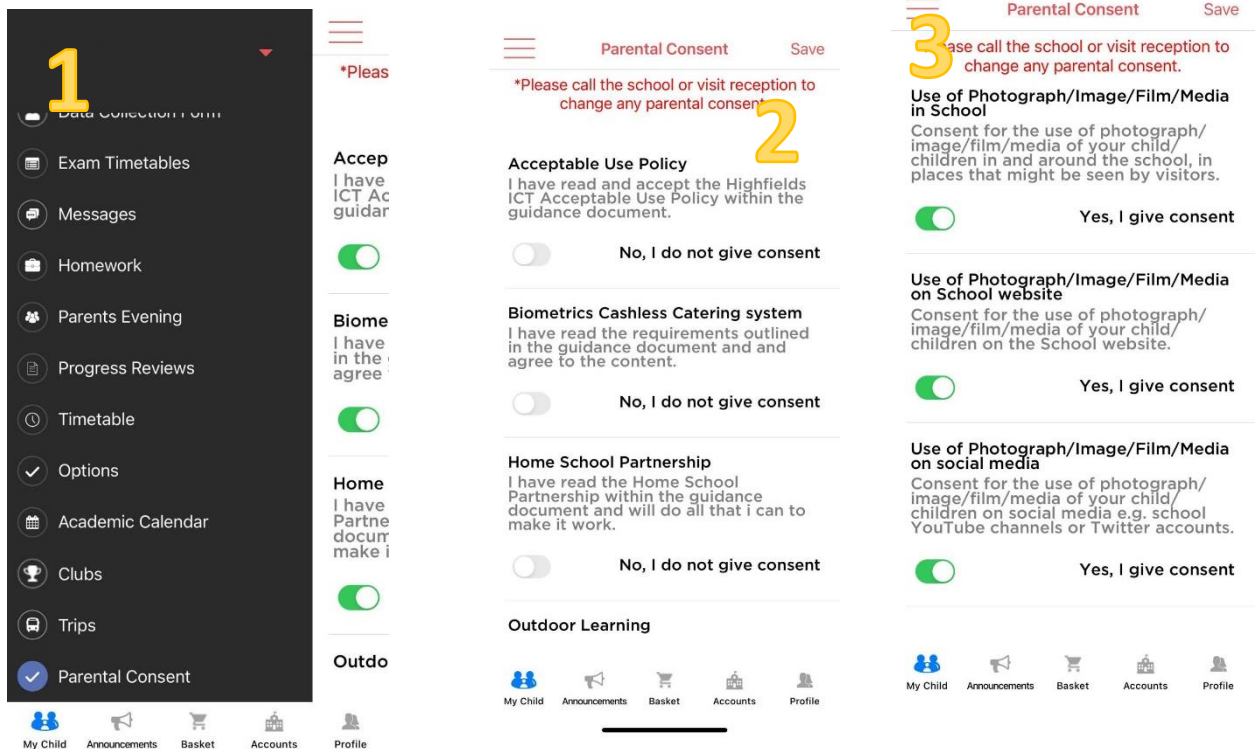 1
Data Collection Form
Exam Timetables
Messages
Homework
Parents Evening
Progress Reviews
Timetable
Options
Academic Calendar
Clubs
Trips
Parental Consent
*Pleas
Accep
I have
ICT Ac
guidar
Biome
I have
in the
agree
Home
I have
Partne
docum
make i
Outdo
My Child Announcements Basket Accounts Profile
Parental Consent Save
*Please call the school or visit reception to
change any parental consent
2
Acceptable Use Policy
I have read and accept the Highfields
ICT Acceptable Use Policy within the
guidance document.
No, I do not give consent
Biometrics Cashless Catering system
I have read the requirements outlined
in the guidance document and and
agree to the content.
No, I do not give consent
Home School Partnership
I have read the Home School
Partnership within the guidance
document and will do all that i can to
make it work.
No, I do not give consent
Outdoor Learning
My Child Announcements Basket Accounts Profile
Parental Consent Save
3
ase call the school or visit reception to
change any parental consent.
Use of Photograph/Image/Film/Media
in School
Consent for the use of photograph/
image/film/media of your child/
children in and around the school, in
places that might be seen by visitors.
Yes, I give consent
Use of Photograph/Image/Film/Media
on School website
Consent for the use of photograph/
image/film/media of your child/
children on the School website.
Yes, I give consent
Use of Photograph/Image/Film/Media
on social media
Consent for the use of photograph/
image/film/media of your child/
children on social media e.g. school
YouTube channels or Twitter accounts.
Yes, I give consent
My Child Announcements Basket Accounts Profile